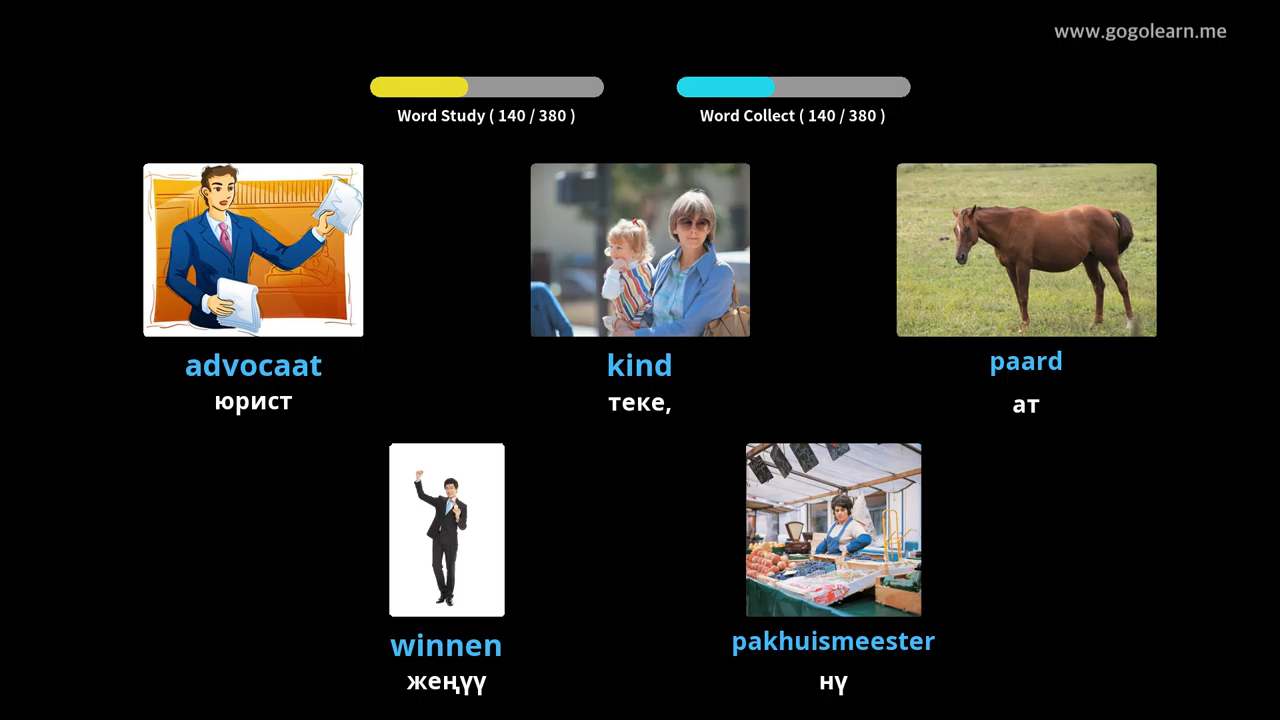 www.gogolearn.me
Word Study ( 140 / 380 )
Word Collect ( 140 / 380 )
advocaat
юрист
kind
теке,
paard
ат
winnen
жеңүү
pakhuismeester
нү